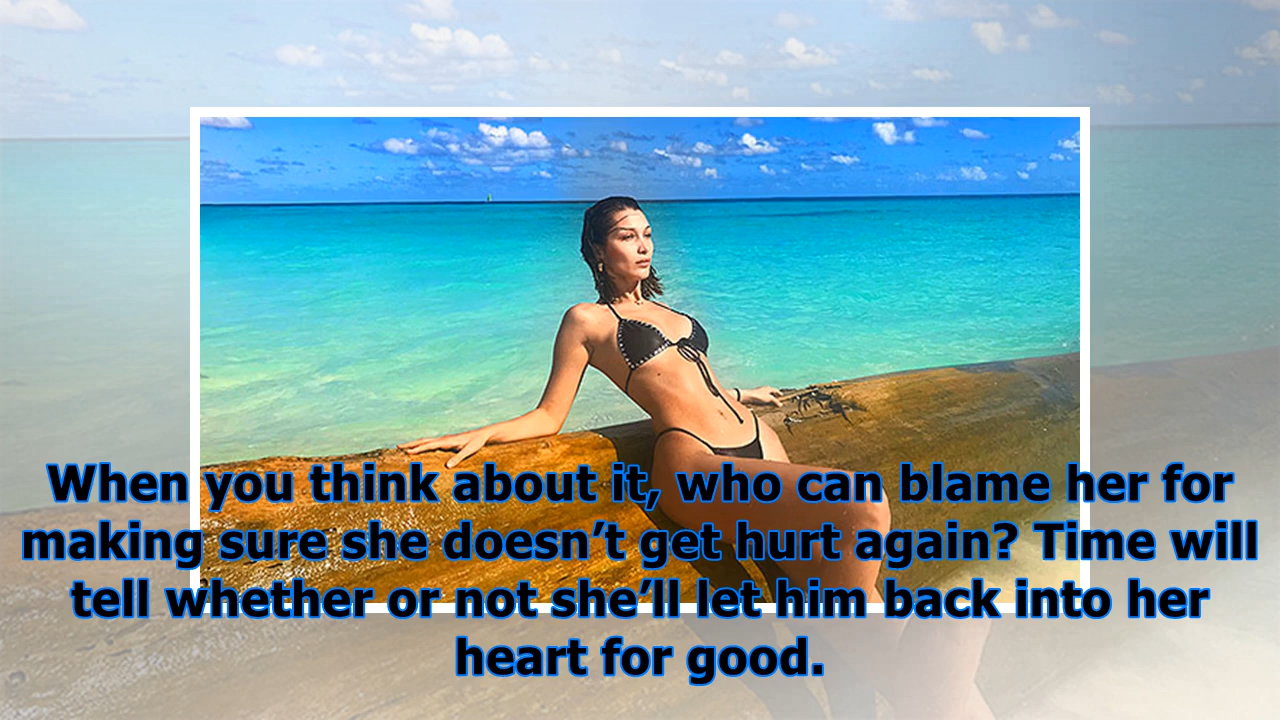 When you think about it, who can blame her for
making sure she doesn’t get hurt again? Time will
tell whether or not she’ll let him back into her
heart for good.